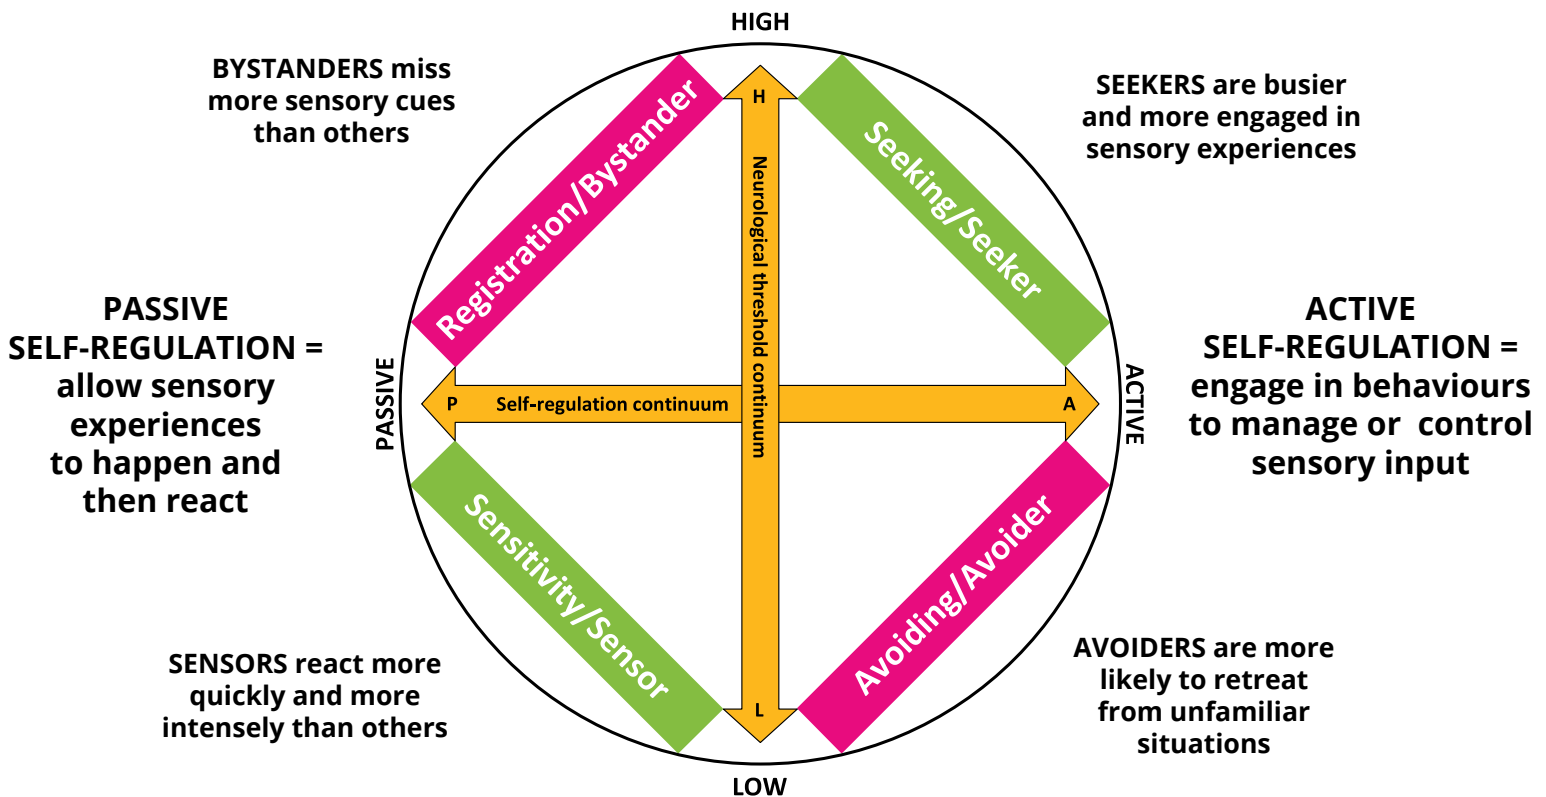 HIGH
BYSTANDERS miss
more sensory cues
than others
SEEKERS are busier
and more engaged in
sensory experiences
H
Registration/Bystander
Seeking/Seeker
Neurological threshold continuum
PASSIVE
SELF-REGULATION =
allow sensory
experiences
to happen and
then react
PASSIVE
P
Self-regulation continuum
A
ACTIVE
ACTIVE
SELF-REGULATION =
engage in behaviours
to manage or  control
sensory input
Sensitivity/Sensor
Avoiding/Avoider
SENSORS react more
quickly and more
intensely than others
L
AVOIDERS are more
likely to retreat
from unfamiliar
situations
LOW